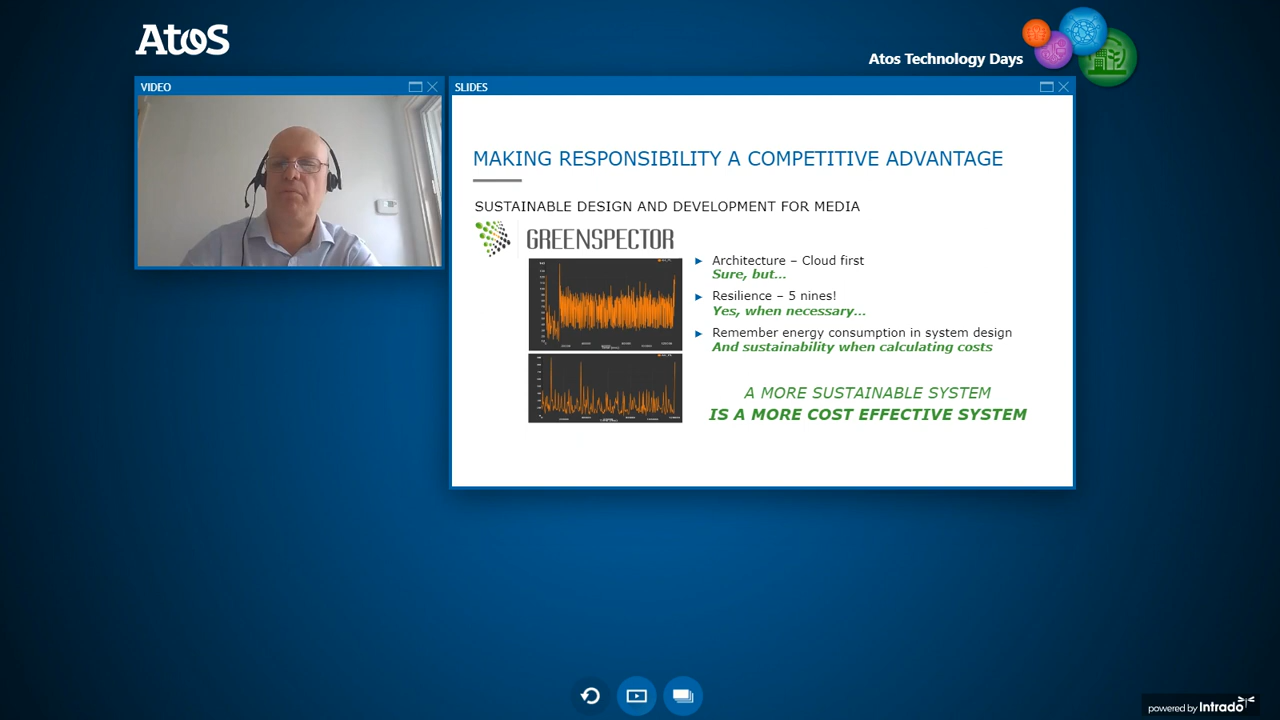 Atos
Atos Technology Days
VIDEO
SLIDES
MAKING RESPONSIBILITY A COMPETITIVE ADVANTAGE
SUSTAINABLE DESIGN AND DEVELOPMENT FOR MEDIA
GREENSPECTOR
► Architecture – Cloud first
Sure, but...
► Resilience – 5 nines!
Yes, when necessary...
► Remember energy consumption in system design
And sustainability when calculating costs
A MORE SUSTAINABLE SYSTEM
IS A MORE COST EFFECTIVE SYSTEM
powered by Intrado